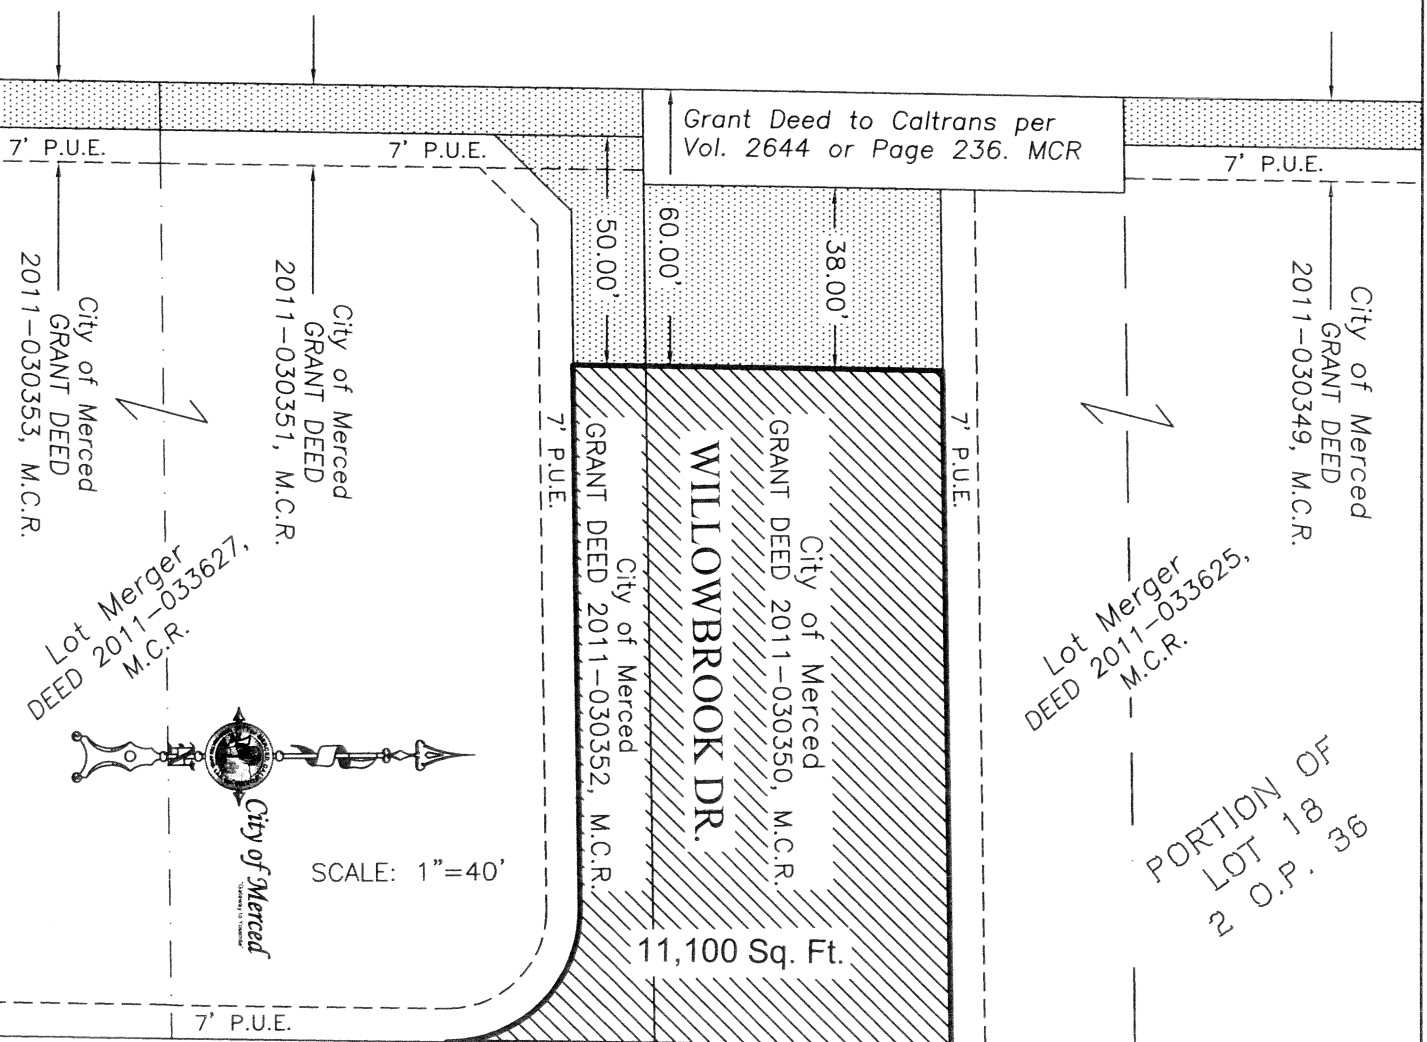 Grant Deed to Caltrans per
Vol. 2644 or Page 236. MCR
7' P.U.E.
7' P.U.E.
7' P.U.E.
50.00'
60.00'
38.00'
City of Merced
GRANT DEED
2011-030353, M.C.R.
City of Merced
GRANT DEED
2011-030351, M.C.R.
City of Merced
GRANT DEED
2011-030349, M.C.R.
7' P.U.E.
7' P.U.E.
City of Merced
GRANT DEED 2011-030352, M.C.R.
WILLOWBROOK DR.
City of Merced
GRANT DEED 2011-030350, M.C.R.
Lot Merger
DEED 2011-033627,
M.C.R.
Lot Merger
DEED 2011-033625,
M.C.R.
PORTION OF
LOT 18
2 O.P. 36
N
City of Merced
"Gateway to Yosemite"
SCALE: 1"=40'
11,100 Sq. Ft.
7' P.U.E.